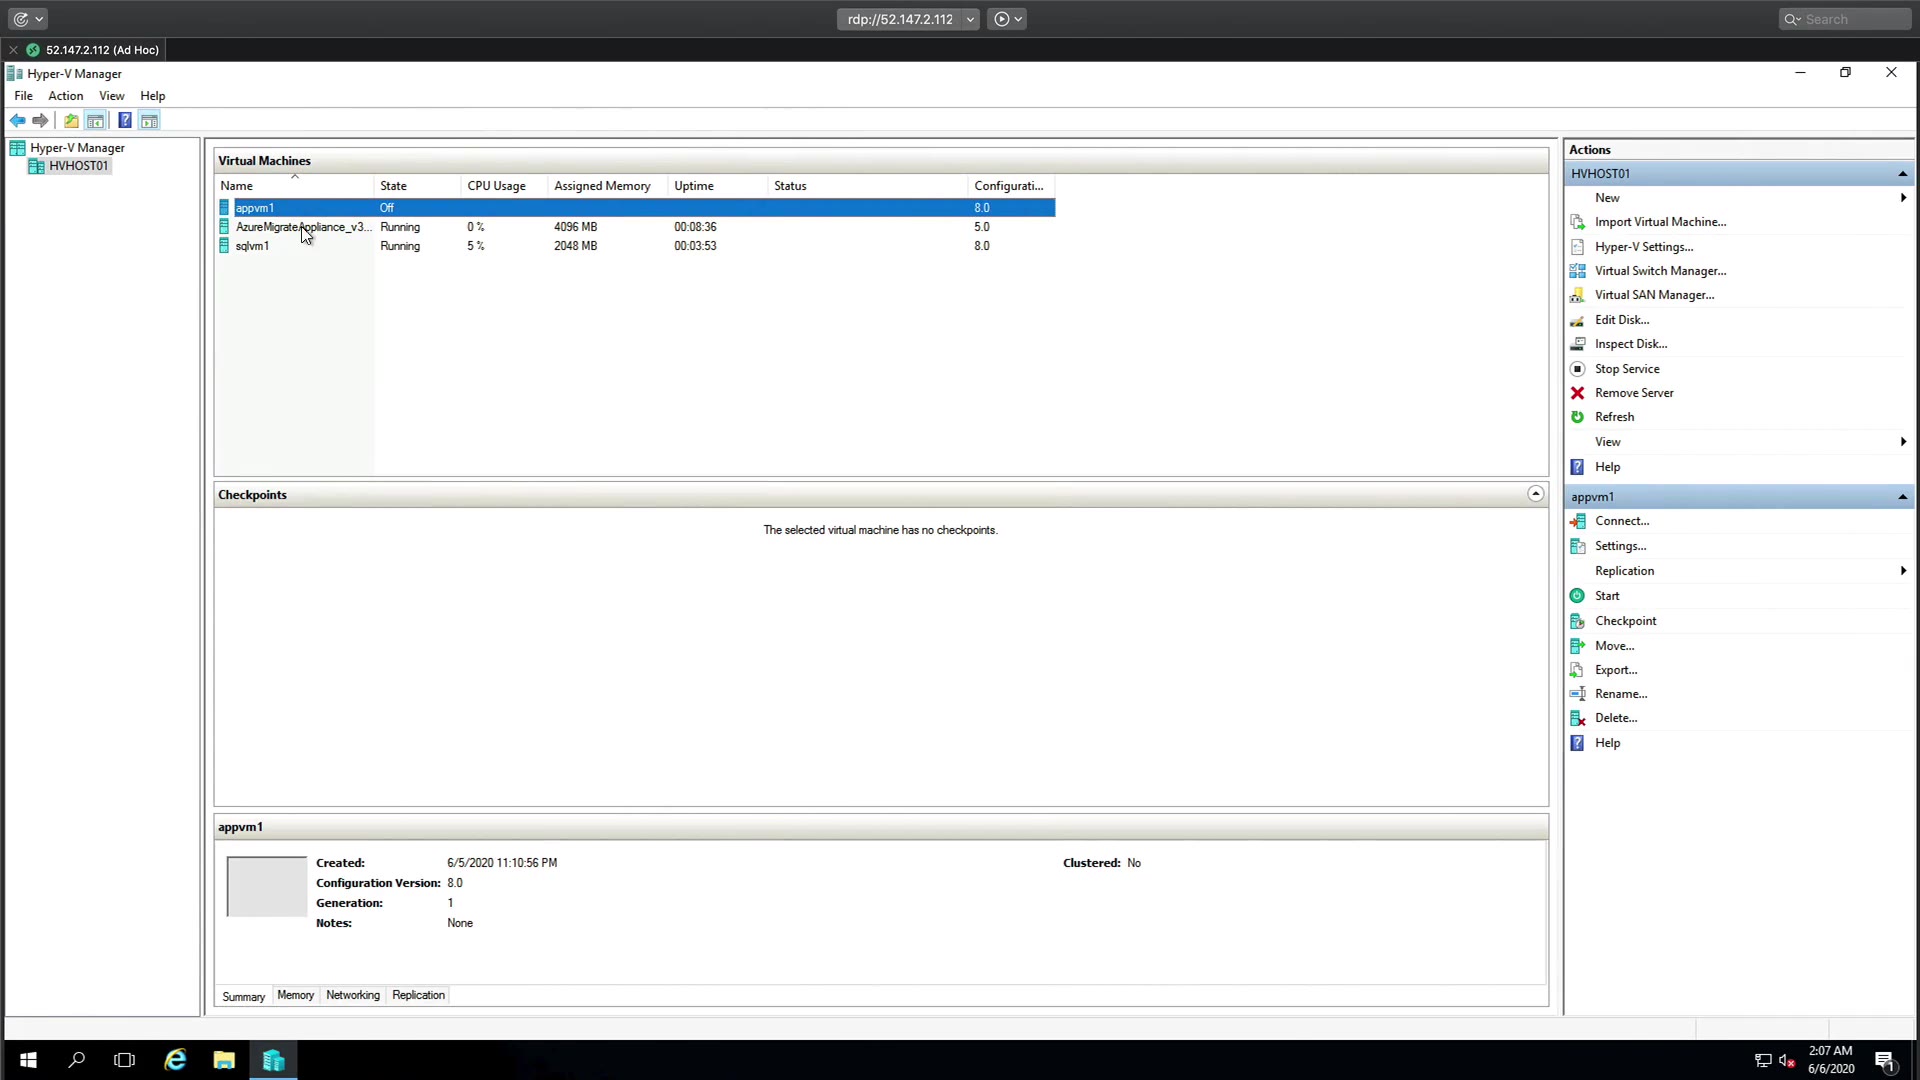 rdp://52.147.2.112
Search
52.147.2.112 (Ad Hoc)
Hyper-V Manager
File Action View Help
Hyper-V Manager
HVHOST01
Virtual Machines
Name State CPU Usage Assigned Memory Uptime Status Configurati...
appvm1 Off 8.0
AzureMigrateAppliance_v3... Running 0 % 4096 MB 00:08:36 5.0
sqlvm1 Running 5 % 2048 MB 00:03:53 8.0
Checkpoints
The selected virtual machine has no checkpoints.
appvm1
Created: 6/5/2020 11:10:56 PM Clustered: No
Configuration Version: 8.0
Generation: 1
Notes: None
Summary Memory Networking Replication
Actions
HVHOST01
New
Import Virtual Machine...
Hyper-V Settings...
Virtual Switch Manager...
Virtual SAN Manager...
Edit Disk...
Inspect Disk...
Stop Service
Remove Server
Refresh
View
Help
appvm1
Connect...
Settings...
Replication
Start
Checkpoint
Move...
Export...
Rename...
Delete...
Help
2:07 AM
6/6/2020
1